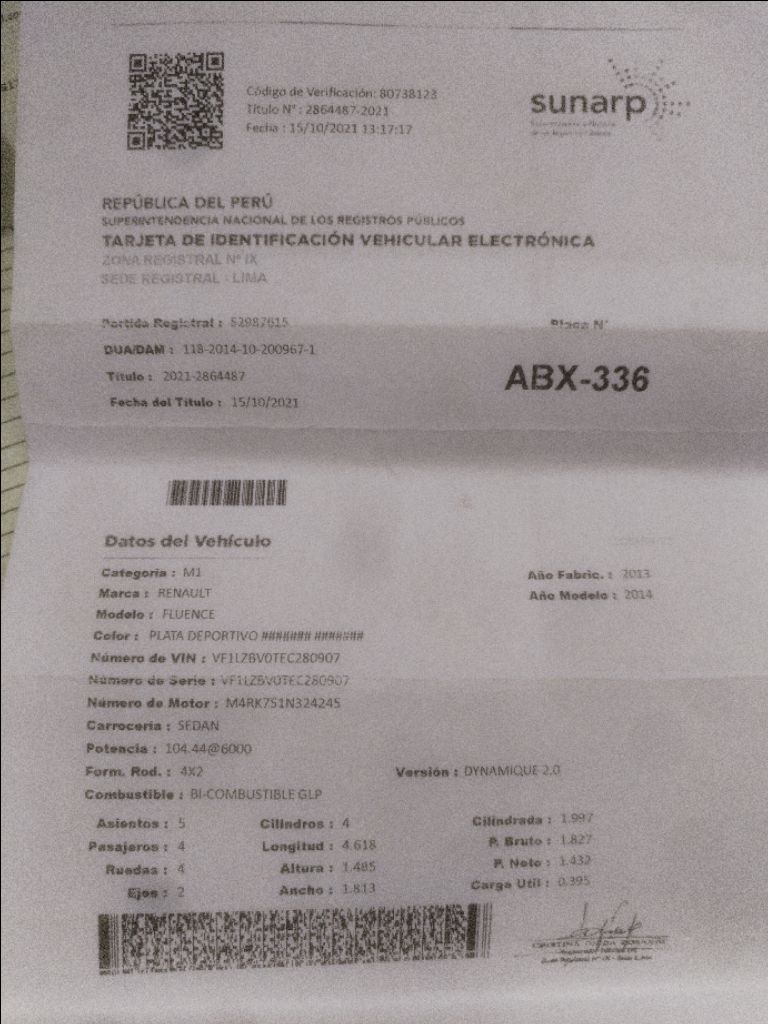 Código de Verificación: 80738123
Título N° : 2864487-2021
Fecha : 15/10/2021 13:17:17
sunarp
REPÚBLICA DEL PERÚ
SUPERINTENDENCIA NACIONAL DE LOS REGISTROS PÚBLICOS
TARJETA DE IDENTIFICACIÓN VEHICULAR ELECTRÓNICA
ZONA REGISTRAL N° IX
SEDE REGISTRAL - LIMA
Partida Registral : 52987615
Placa N°
DUA/DAM : 118-2014-10-200967-1
Título : 2021-2864487
ABX-336
Fecha del Título : 15/10/2021
Datos del Vehículo
Categoría : M1
Año Fabric. : 2013
Marca : RENAULT
Año Modelo : 2014
Modelo : FLUENCE
Color : PLATA DEPORTIVO ####### #######
Número de VIN : VF1LZBV0TEC280907
Número de Serie : VF1LZBV0TEC280907
Número de Motor : M4RK751N324245
Carrocería : SEDAN
Potencia : 104.44@6000
Form. Rod. : 4X2
Versión : DYNAMIQUE 2.0
Combustible : BI-COMBUSTIBLE GLP
Asientos : 5 Cilindros : 4 Cilindrada : 1.997
Pasajeros : 4 Longitud : 4.618 P. Bruto : 1.827
Ruedas : 4 Altura : 1.485 P. Neto : 1.432
Ejes : 2 Ancho : 1.813 Carga Util : 0.395